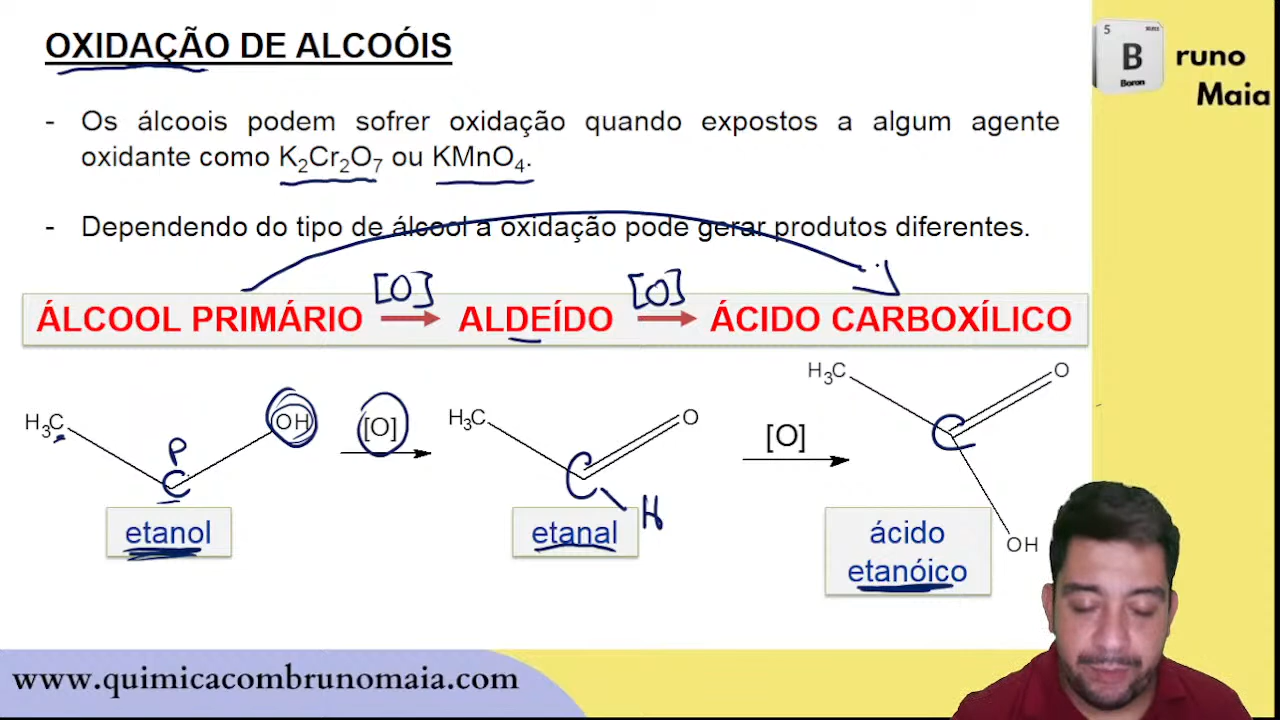 OXIDAÇÃO DE ALCOÓIS
5
B
Boron
runo
Maia
- Os álcoois podem sofrer oxidação quando expostos a algum agente
oxidante como K₂Cr₂O₇ ou KMnO₄.
- Dependendo do tipo de álcool a oxidação pode gerar produtos diferentes.
[O] [O]
ÁLCOOL PRIMÁRIO → ALDEÍDO → ÁCIDO CARBOXÍLICO
H₃C O
H₃C OH [O] H₃C O
P C [O] C
C C H
OH
etanol etanal ácido
etanóico
www.quimicacombrunomaia.com